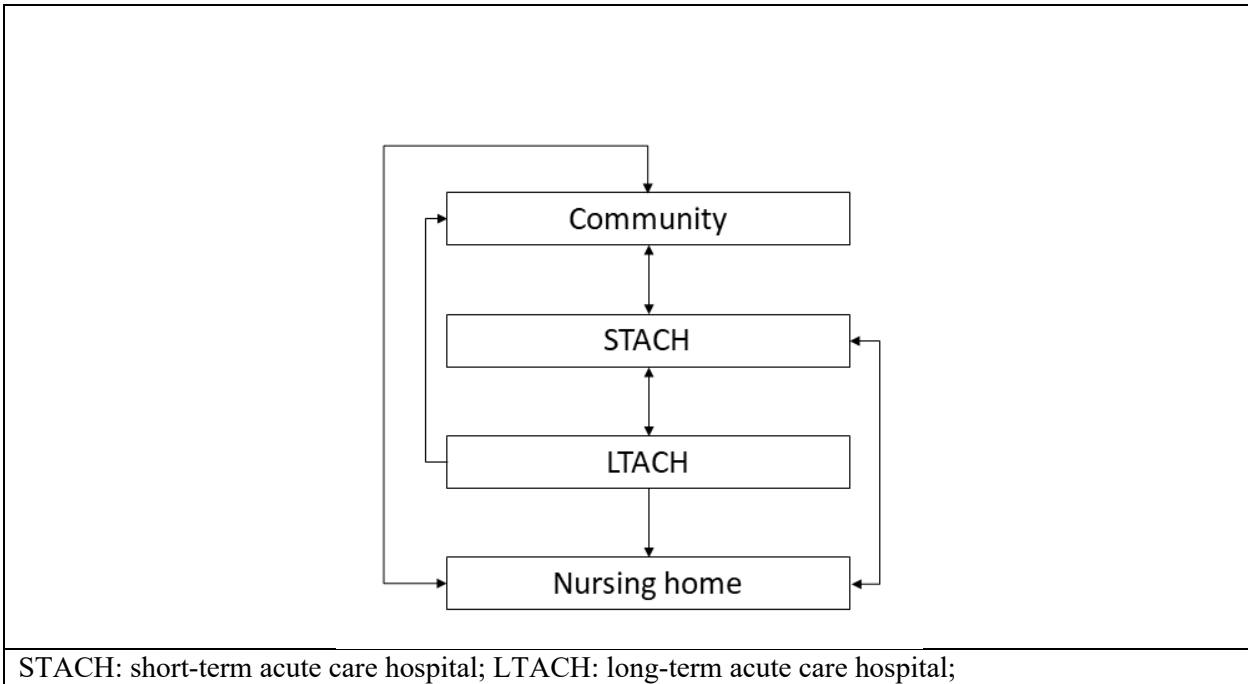 Community
STACH
LTACH
Nursing home
STACH: short-term acute care hospital; LTACH: long-term acute care hospital;